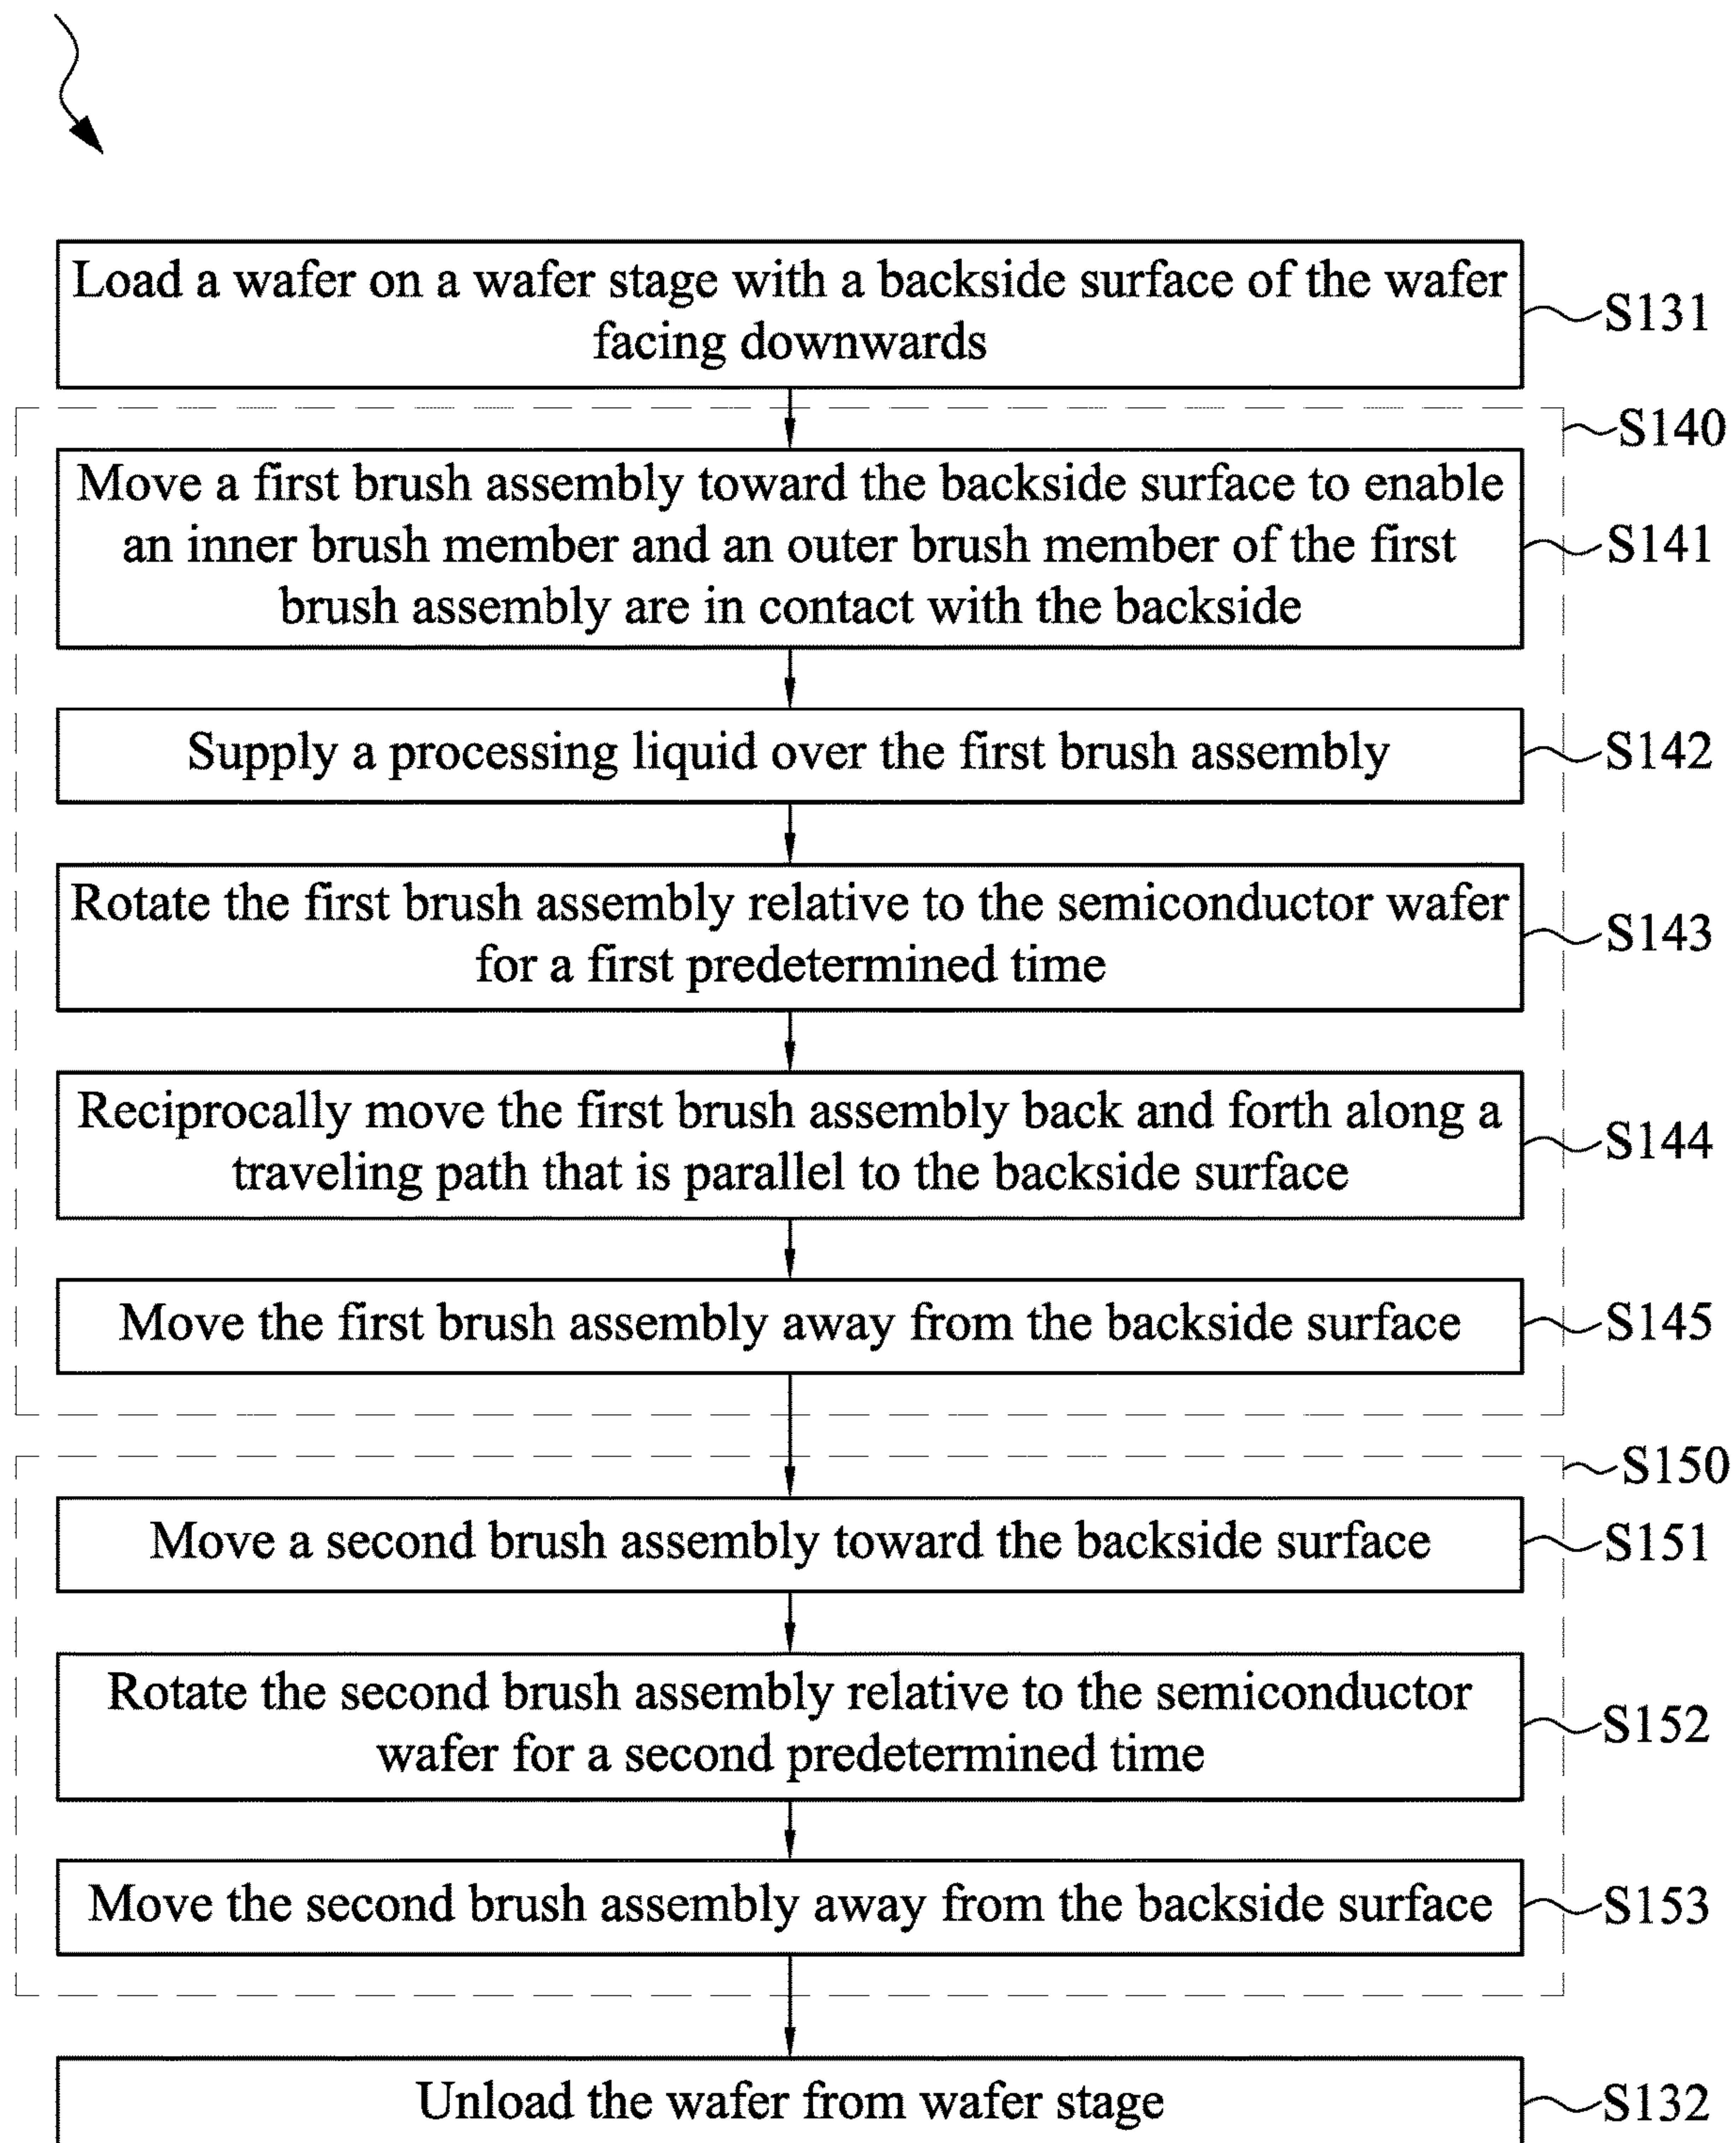 Load a wafer on a wafer stage with a backside surface of the wafer
facing downwards
S131
S140
Move a first brush assembly toward the backside surface to enable
an inner brush member and an outer brush member of the first
brush assembly are in contact with the backside
S141
Supply a processing liquid over the first brush assembly
S142
Rotate the first brush assembly relative to the semiconductor wafer
for a first predetermined time
S143
Reciprocally move the first brush assembly back and forth along a
traveling path that is parallel to the backside surface
S144
Move the first brush assembly away from the backside surface
S145
S150
Move a second brush assembly toward the backside surface
S151
Rotate the second brush assembly relative to the semiconductor
wafer for a second predetermined time
S152
Move the second brush assembly away from the backside surface
S153
Unload the wafer from wafer stage
S132